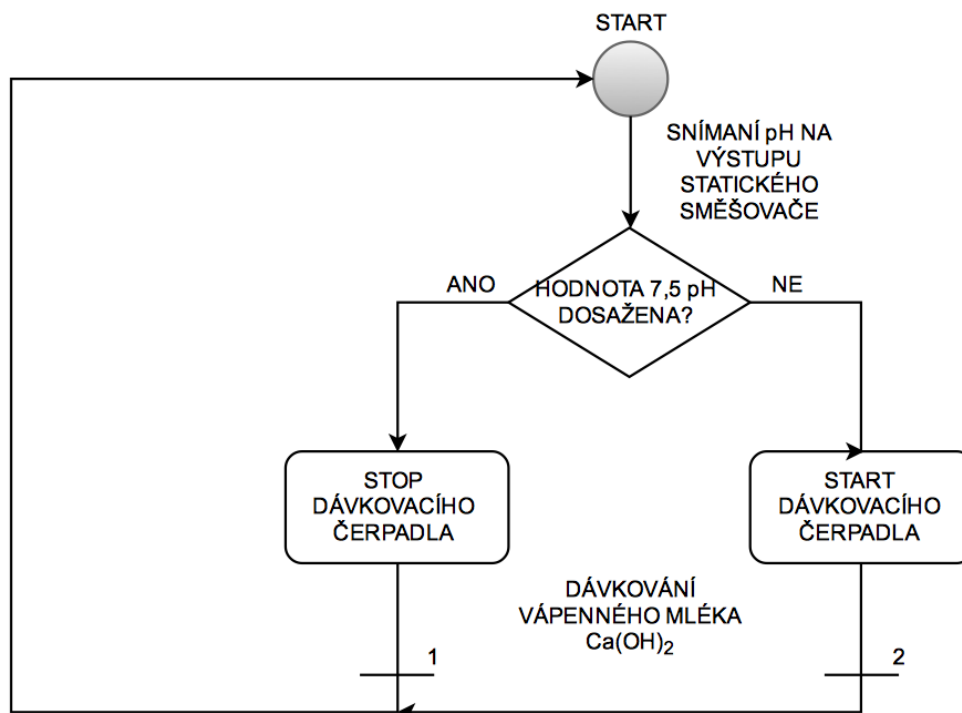 START
SNÍMANÍ pH NA
VÝSTUPU
STATICKÉHO
SMĚŠOVAČE
ANO
HODNOTA 7,5 pH
DOSAŽENA?
NE
STOP
DÁVKOVACÍHO
ČERPADLA
START
DÁVKOVACÍHO
ČERPADLA
DÁVKOVÁNÍ
VÁPENNÉHO MLÉKA
Ca(OH)₂
1
2